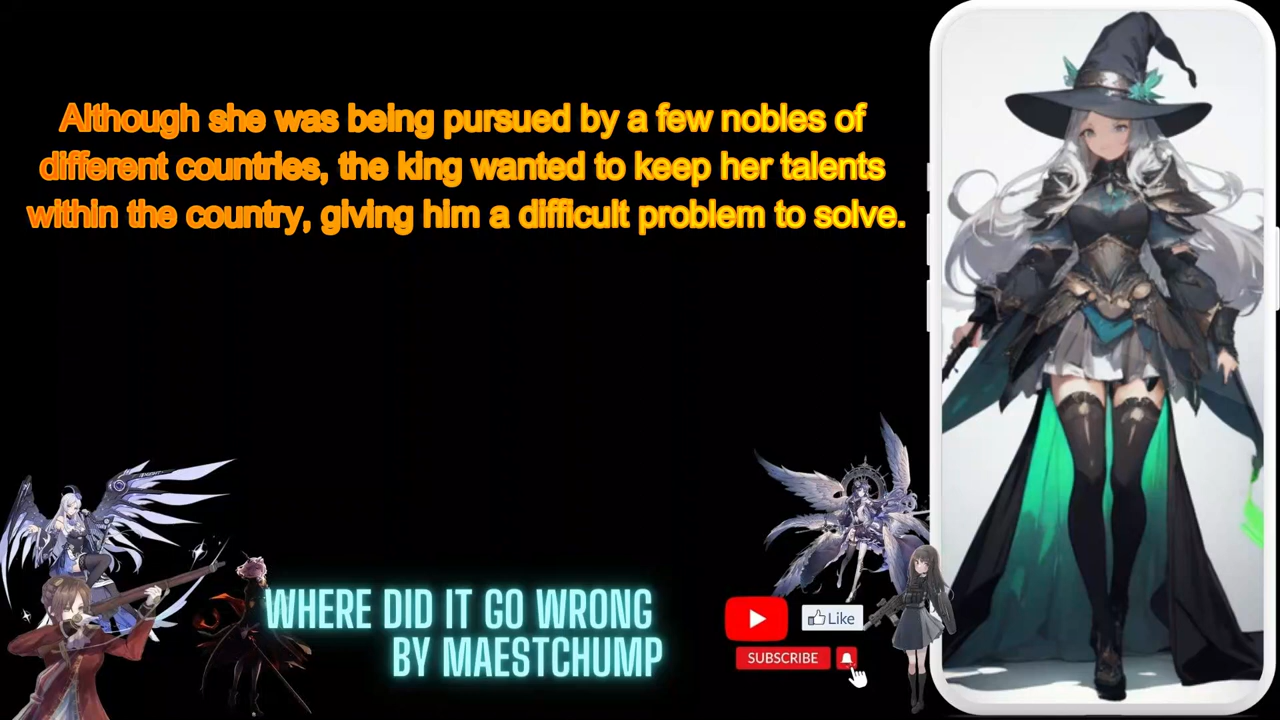 Although she was being pursued by a few nobles of
different countries, the king wanted to keep her talents
within the country, giving him a difficult problem to solve.
WHERE DID IT GO WRONG
BY MAESTCHUMP
Like
SUBSCRIBE